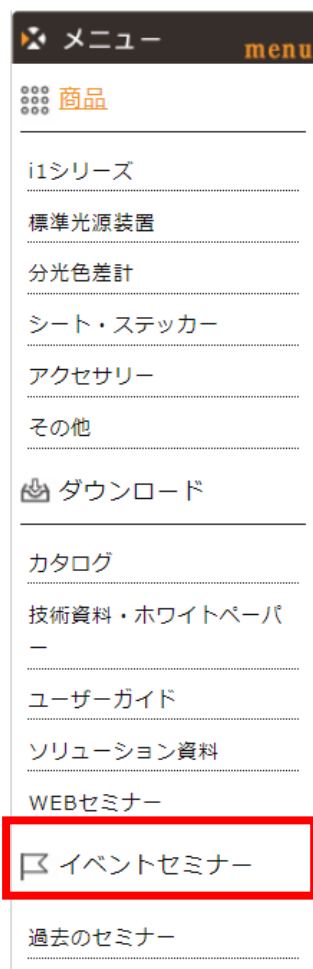 メニュー
menu
商品
i1シリーズ
標準光源装置
分光色差計
シート・ステッカー
アクセサリー
その他
ダウンロード
カタログ
技術資料・ホワイトペーパ
ー
ユーザーガイド
ソリューション資料
WEBセミナー
イベントセミナー
過去のセミナー